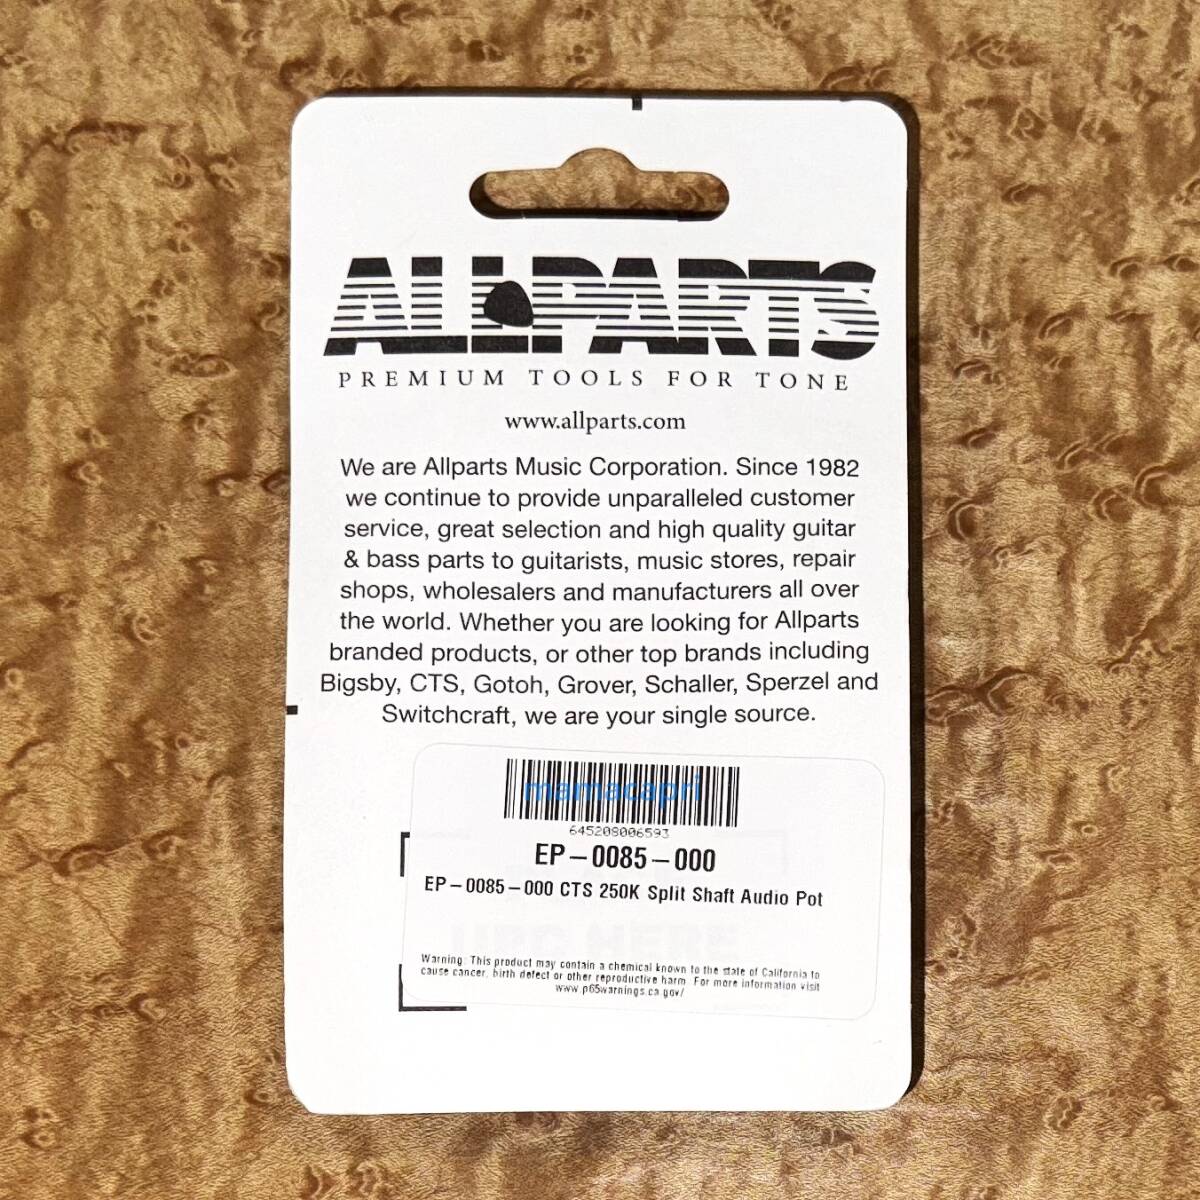 ALLPARTS
PREMIUM TOOLS FOR TONE
www.allparts.com
We are Allparts Music Corporation. Since 1982
we continue to provide unparalleled customer
service, great selection and high quality guitar
& bass parts to guitarists, music stores, repair
shops, wholesalers and manufacturers all over
the world. Whether you are looking for Allparts
branded products, or other top brands including
Bigsby, CTS, Gotoh, Grover, Schaller, Sperzel and
Switchcraft, we are your single source.
mamacapri
645208006593
EP-0085-000
EP-0085-000 CTS 250K Split Shaft Audio Pot
UPC HERE
Warning: This product may contain a chemical known to the state of California to
cause cancer, birth defect or other reproductive harm. For more information visit
www.p65warnings.ca.gov/